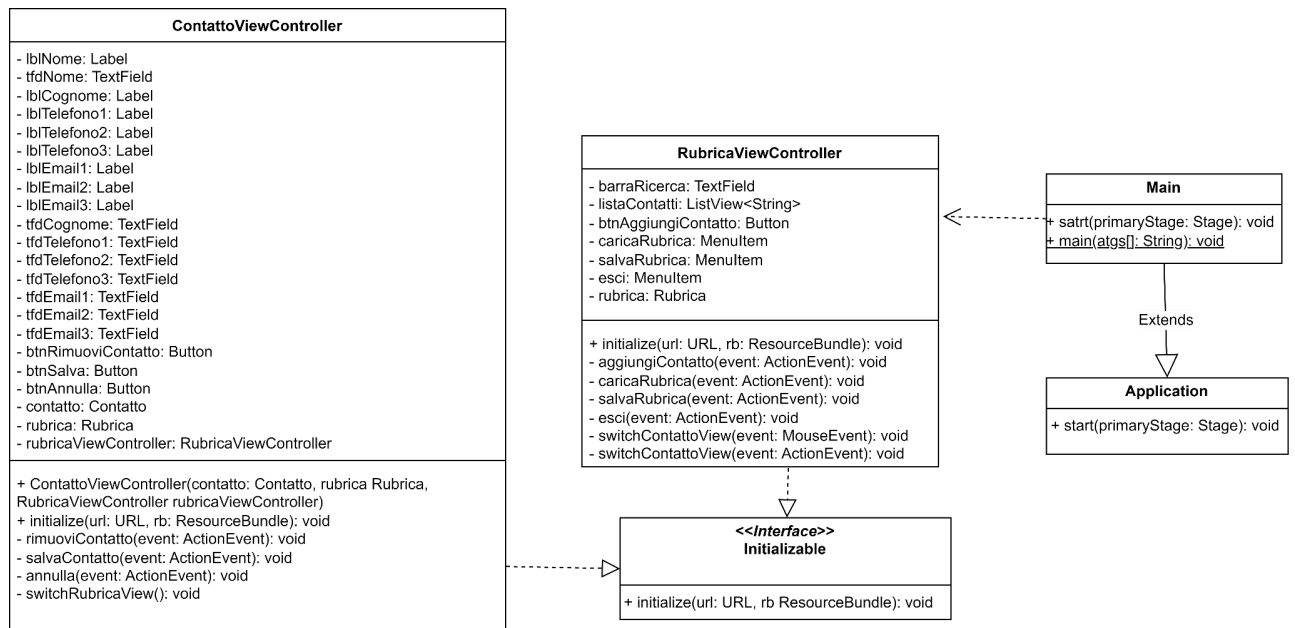 ContattoViewController
- lblNome: Label
- tfdNome: TextField
- lblCognome: Label
- lblTelefono1: Label
- lblTelefono2: Label
- lblTelefono3: Label
- lblEmail1: Label
- lblEmail2: Label
- lblEmail3: Label
- tfdCognome: TextField
- tfdTelefono1: TextField
- tfdTelefono2: TextField
- tfdTelefono3: TextField
- tfdEmail1: TextField
- tfdEmail2: TextField
- tfdEmail3: TextField
- btnRimuoviContatto: Button
- btnSalva: Button
- btnAnnulla: Button
- contatto: Contatto
- rubrica: Rubrica
- rubricaViewController: RubricaViewController
+ ContattoViewController(contatto: Contatto, rubrica Rubrica,
RubricaViewController rubricaViewController)
+ initialize(url: URL, rb: ResourceBundle): void
- rimuoviContatto(event: ActionEvent): void
- salvaContatto(event: ActionEvent): void
- annulla(event: ActionEvent): void
- switchRubricaView(): void
RubricaViewController
- barraRicerca: TextField
- listaContatti: ListView<String>
- btnAggiungiContatto: Button
- caricaRubrica: MenuItem
- salvaRubrica: MenuItem
- esci: MenuItem
- rubrica: Rubrica
+ initialize(url: URL, rb: ResourceBundle): void
- aggiungiContatto(event: ActionEvent): void
- caricaRubrica(event: ActionEvent): void
- salvaRubrica(event: ActionEvent): void
- esci(event: ActionEvent): void
- switchContattoView(event: MouseEvent): void
- switchContattoView(event: ActionEvent): void
<<Interface>>
Initializable
+ initialize(url: URL, rb ResourceBundle): void
Main
+ satrt(primaryStage: Stage): void
+ main(atgs[]: String): void
Extends
Application
+ start(primaryStage: Stage): void